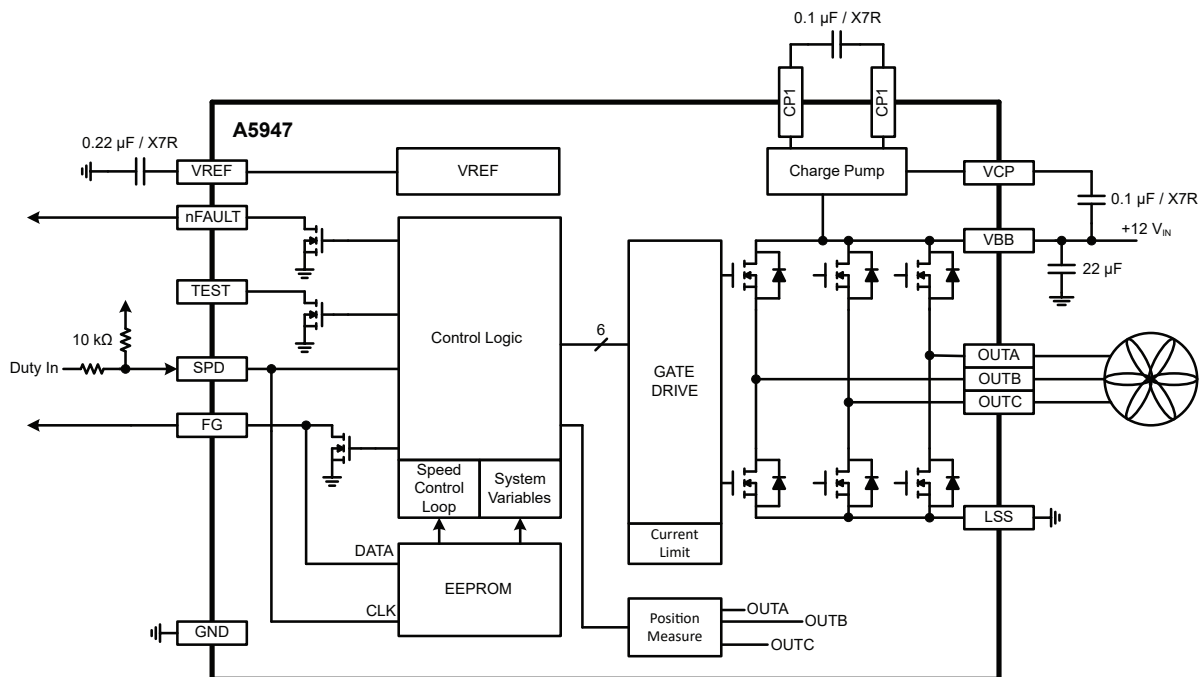 0.1 µF / X7R
CP1
CP1
A5947
0.22 µF / X7R
VREF
VREF
Charge Pump
VCP
0.1 µF / X7R
nFAULT
+12 VIN
VBB
22 µF
TEST
10 kΩ
Control Logic
6
GATE
DRIVE
OUTA
OUTB
OUTC
Duty In
SPD
FG
Speed
Control
Loop
System
Variables
LSS
Current
Limit
DATA
EEPROM
CLK
Position
Measure
OUTA
OUTB
OUTC
GND